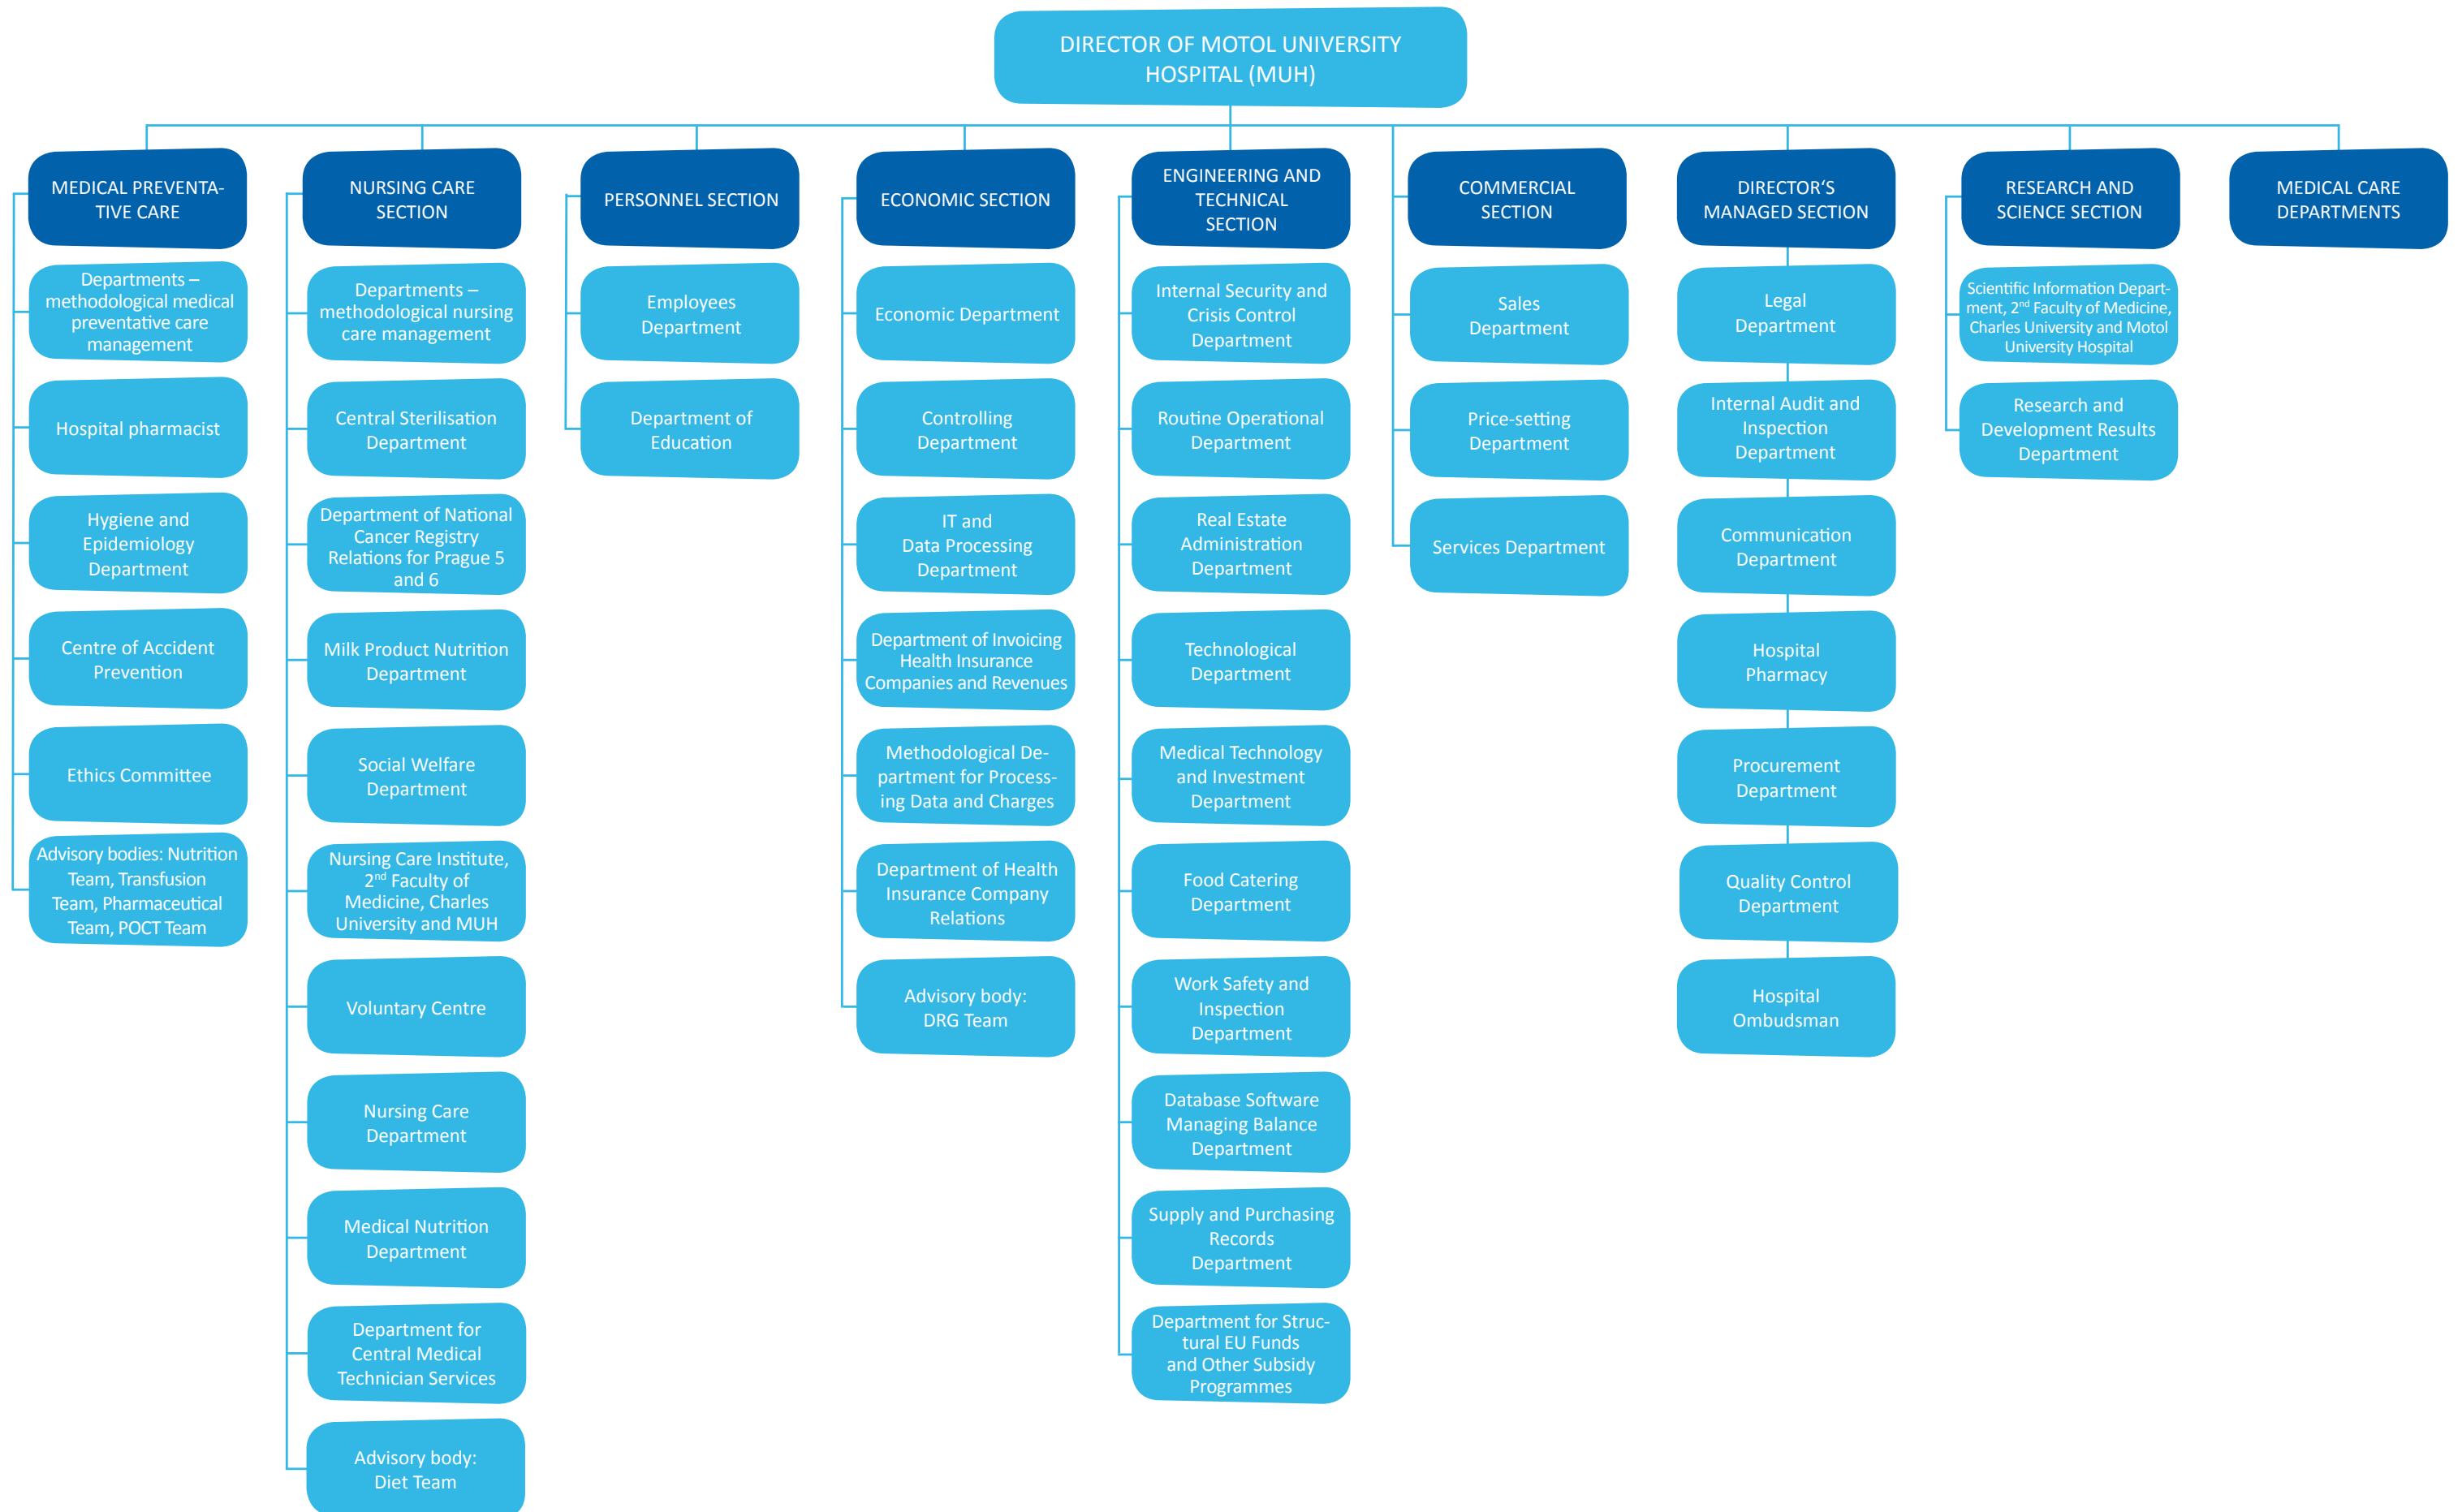 DIRECTOR OF MOTOL UNIVERSITY
HOSPITAL (MUH)
MEDICAL PREVENTA-
TIVE CARE
Departments –
methodological medical
preventative care
management
Hospital pharmacist
Hygiene and
Epidemiology
Department
Centre of Accident
Prevention
Ethics Committee
Advisory bodies: Nutrition
Team, Transfusion
Team, Pharmaceutical
Team, POCT Team
NURSING CARE
SECTION
Departments –
methodological nursing
care management
Central Sterilisation
Department
Department of National
Cancer Registry
Relations for Prague 5
and 6
Milk Product Nutrition
Department
Social Welfare
Department
Nursing Care Institute,
2nd Faculty of
Medicine, Charles
University and MUH
Voluntary Centre
Nursing Care
Department
Medical Nutrition
Department
Department for
Central Medical
Technician Services
Advisory body:
Diet Team
PERSONNEL SECTION
Employees
Department
Department of
Education
ECONOMIC SECTION
Economic Department
Controlling
Department
IT and
Data Processing
Department
Department of Invoicing
Health Insurance
Companies and Revenues
Methodological De-
partment for Process-
ing Data and Charges
Department of Health
Insurance Company
Relations
Advisory body:
DRG Team
ENGINEERING AND
TECHNICAL
SECTION
Internal Security and
Crisis Control
Department
Routine Operational
Department
Real Estate
Administration
Department
Technological
Department
Medical Technology
and Investment
Department
Food Catering
Department
Work Safety and
Inspection
Department
Database Software
Managing Balance
Department
Supply and Purchasing
Records
Department
Department for Struc-
tural EU Funds
and Other Subsidy
Programmes
COMMERCIAL
SECTION
Sales
Department
Price-setting
Department
Services Department
DIRECTOR‘S
MANAGED SECTION
Legal
Department
Internal Audit and
Inspection
Department
Communication
Department
Hospital
Pharmacy
Procurement
Department
Quality Control
Department
Hospital
Ombudsman
RESEARCH AND
SCIENCE SECTION
Scientific Information Depart-
ment, 2nd Faculty of Medicine,
Charles University and Motol
University Hospital
Research and
Development Results
Department
MEDICAL CARE
DEPARTMENTS